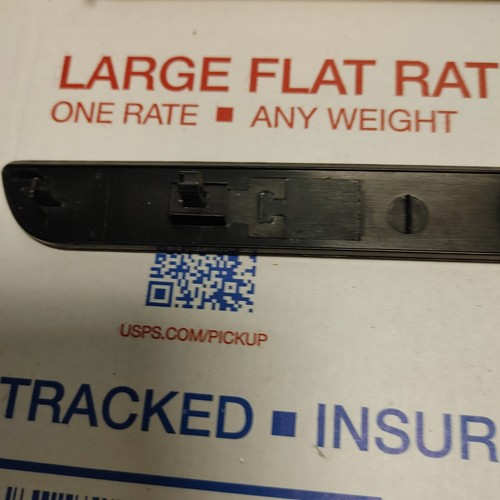 LARGE FLAT RAT
ONE RATE ■ ANY WEIGHT
USPS.COM/PICKUP
TRACKED ■ INSUR